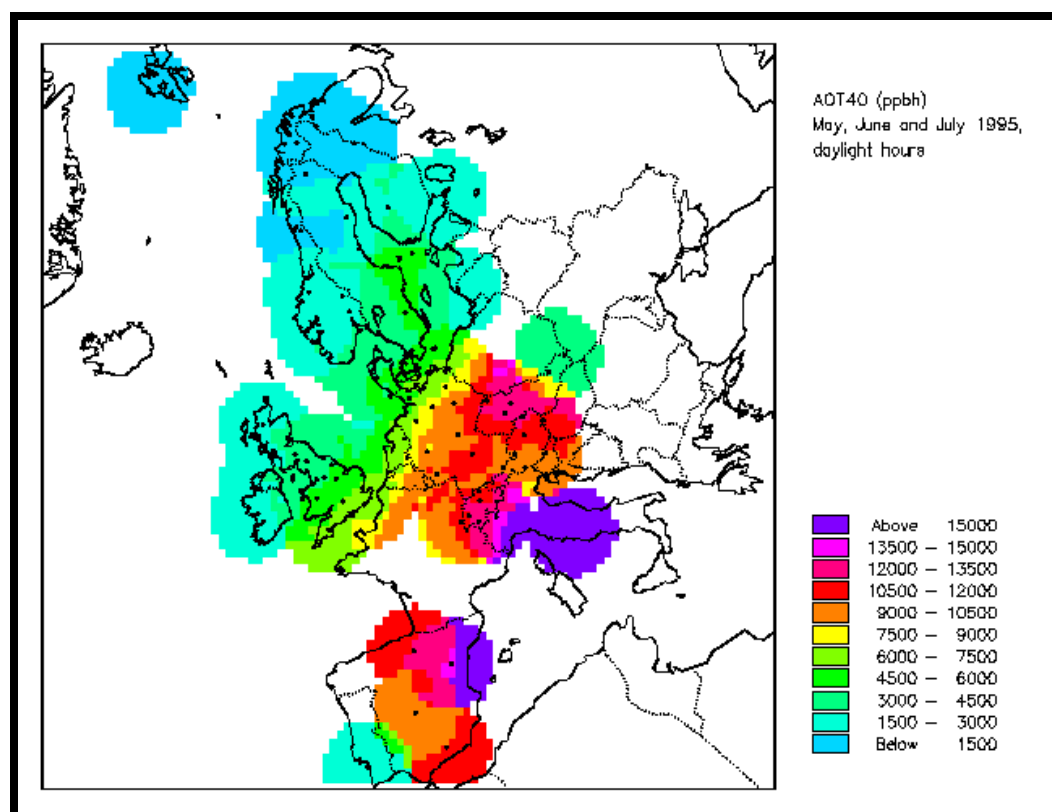 AOT40 (ppbh)
May, June and July 1995,
daylight hours
Above 15000
13500 – 15000
12000 – 13500
10500 – 12000
9000 – 10500
7500 – 9000
6000 – 7500
4500 – 6000
3000 – 4500
1500 – 3000
Below 1500